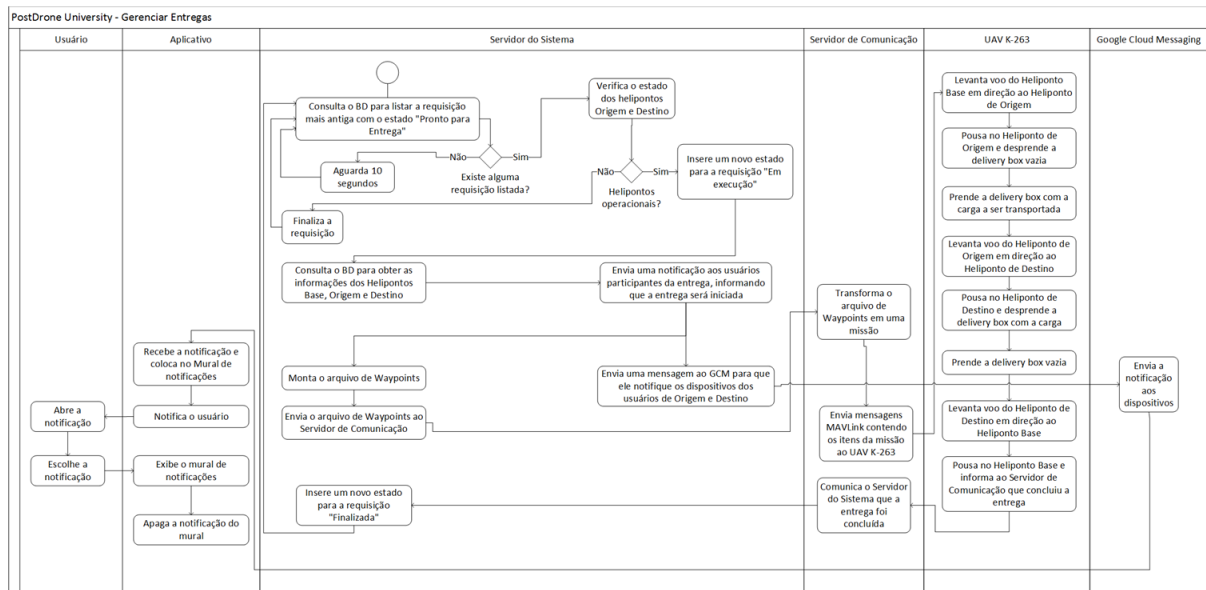 PostDrone University - Gerenciar Entregas
Usuário
Aplicativo
Servidor do Sistema
Servidor de Comunicação
UAV K-263
Google Cloud Messaging
Consulta o BD para listar a requisição
mais antiga com o estado "Pronto para
Entrega"
Não
Sim
Existe alguma
requisição listada?
Aguarda 10
segundos
Verifica o estado
dos helipontos
Origem e Destino
Não
Sim
Helipontos
operacionais?
Finaliza a
requisição
Insere um novo estado
para a requisição "Em
execução"
Consulta o BD para obter as
informações dos Helipontos
Base, Origem e Destino
Envia uma notificação aos usuários
participantes da entrega, informando
que a entrega será iniciada
Monta o arquivo de Waypoints
Envia o arquivo de Waypoints ao
Servidor de Comunicação
Envia uma mensagem ao GCM para que
ele notifique os dispositivos dos
usuários de Origem e Destino
Transforma o
arquivo de
Waypoints em uma
missão
Envia mensagens
MAVLink contendo
os itens da missão
ao UAV K-263
Levanta voo do Heliponto
Base em direção ao Heliponto
de Origem
Pousa no Heliponto de
Origem e desprende a
delivery box vazia
Prende a delivery box com a
carga a ser transportada
Levanta voo do Heliponto de
Origem em direção ao
Heliponto de Destino
Pousa no Heliponto de
Destino e desprende a
delivery box com a carga
Prende a delivery box vazia
Levanta voo do Heliponto de
Destino em direção ao
Heliponto Base
Pousa no Heliponto Base e
informa ao Servidor de
Comunicação que concluiu a
entrega
Comunica o Servidor
do Sistema que a
entrega foi
concluída
Insere um novo estado
para a requisição
"Finalizada"
Envia a
notificação
aos
dispositivos
Recebe a notificação e
coloca no Mural de
notificações
Notifica o usuário
Abre a
notificação
Escolhe a
notificação
Exibe o mural de
notificações
Apaga a notificação do
mural